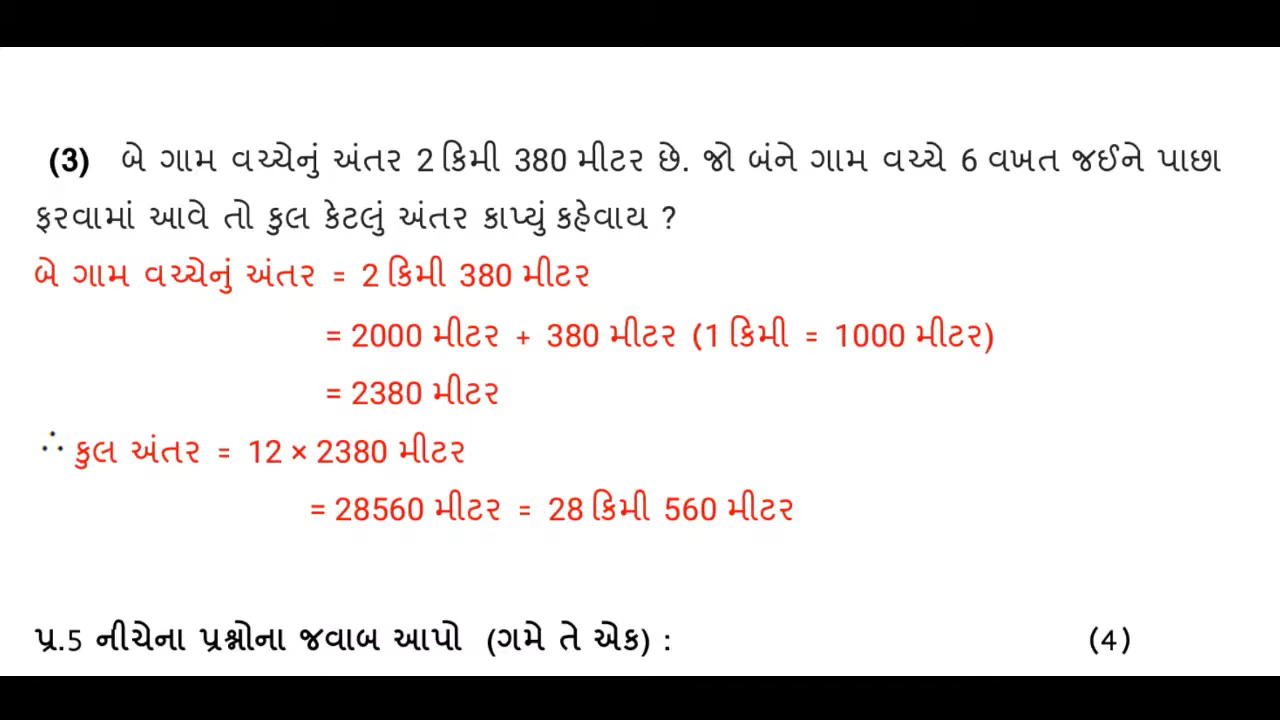 (3) બે ગામ વચ્ચેનું અંતર 2 કિમી 380 મીટર છે. જો બંને ગામ વચ્ચે 6 વખત જઈને પાછા
ફરવામાં આવે તો કુલ કેટલું અંતર કાપ્યું કહેવાય ?
બે ગામ વચ્ચેનું અંતર = 2 કિમી 380 મીટર
= 2000 મીટર + 380 મીટર (1 કિમી = 1000 મીટર)
= 2380 મીટર
∴ કુલ અંતર = 12 × 2380 મીટર
= 28560 મીટર = 28 કિમી 560 મીટર
પ્ર.5 નીચેના પ્રશ્નોના જવાબ આપો (ગમે તે એક) : (4)